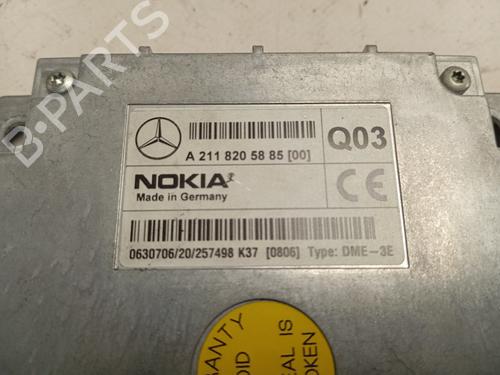 B-PARTS
A 211 820 58 85 [00]
Q03
NOKIA
Made in Germany
CE
0630706/20/257498 K37 [0806] Type: DME-3E